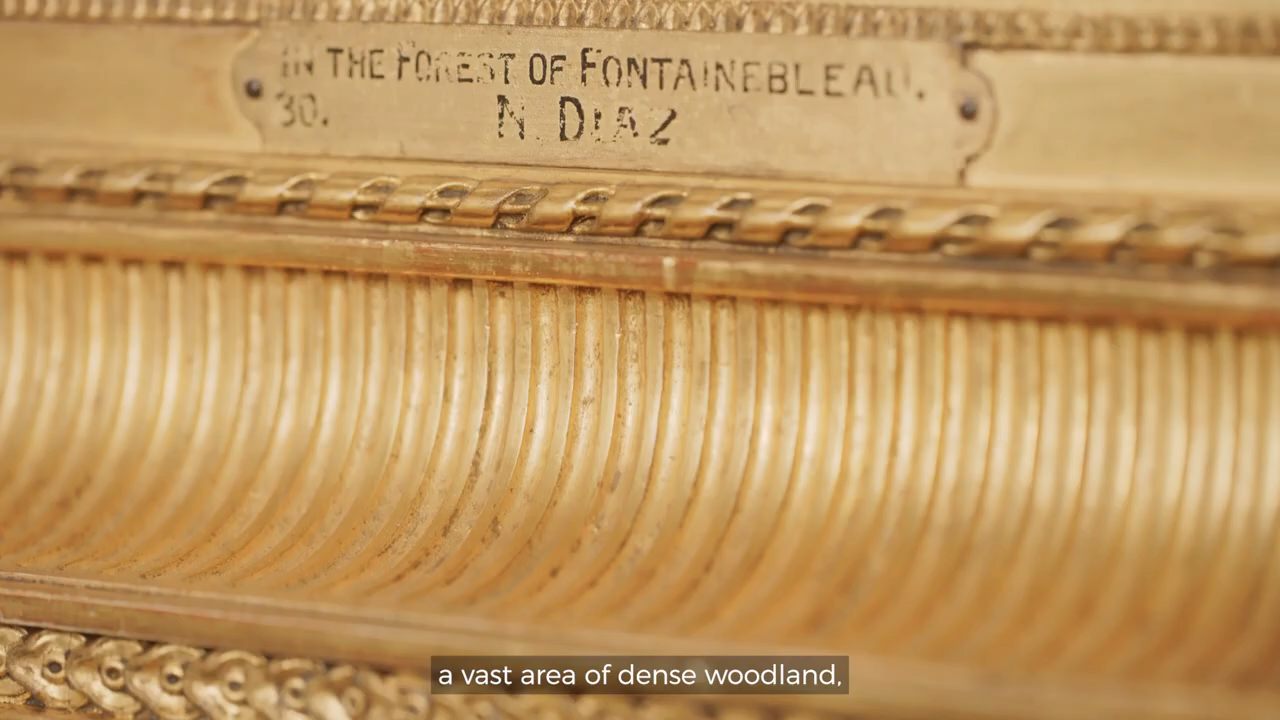 IN THE FOREST OF FONTAINEBLEAU.
30. N. DIAZ
a vast area of dense woodland,